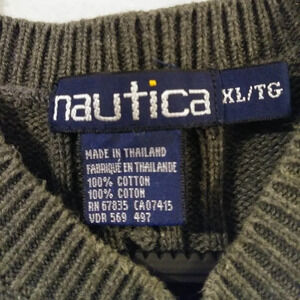 nautica
XL/TG
MADE IN THAILAND
FABRIQUÉ EN THAILANDE
100% COTTON
100% COTON
RN 67835 CA07415
VDR 569 497